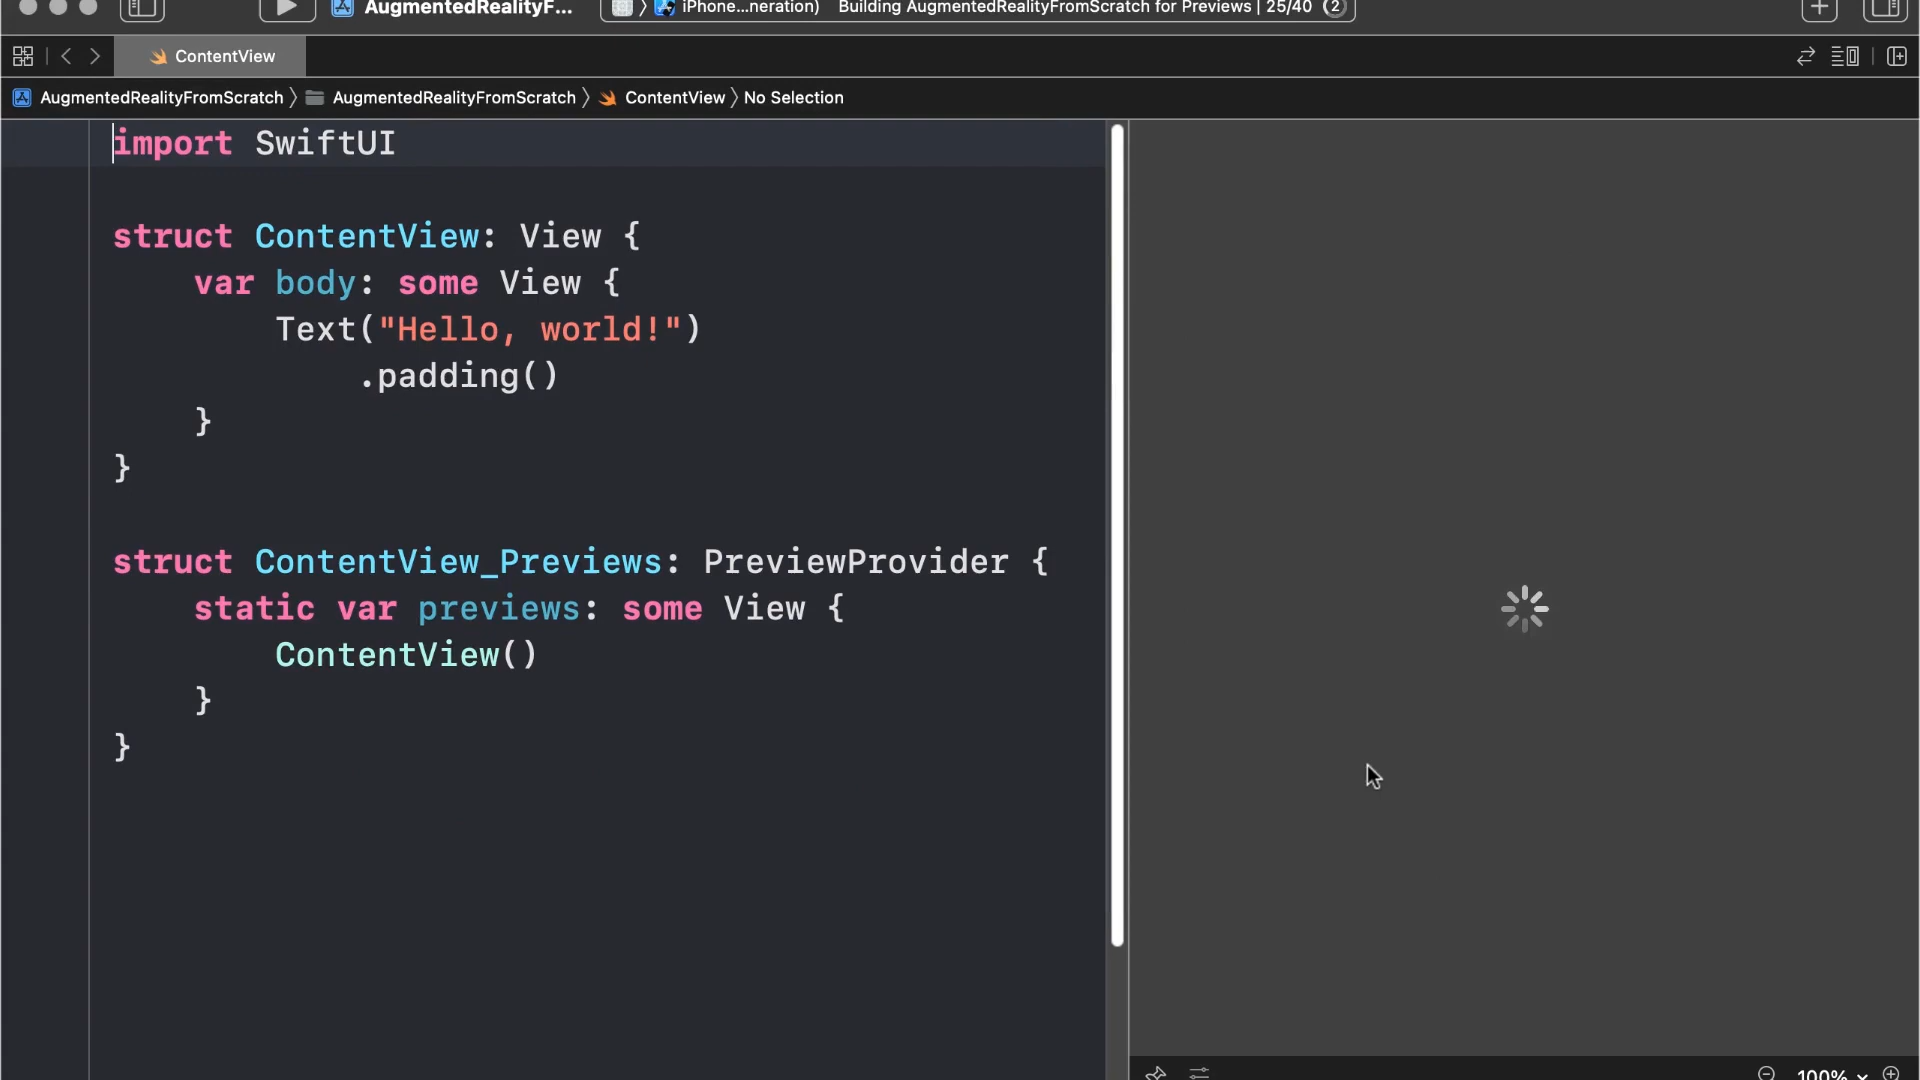 AugmentedRealityF... iPhone...neration) Building AugmentedRealityFromScratch for Previews | 25/40 2
ContentView
AugmentedRealityFromScratch AugmentedRealityFromScratch ContentView No Selection
import SwiftUI
struct ContentView: View {
var body: some View {
Text("Hello, world!")
.padding()
}
}
struct ContentView_Previews: PreviewProvider {
static var previews: some View {
ContentView()
}
}
100%